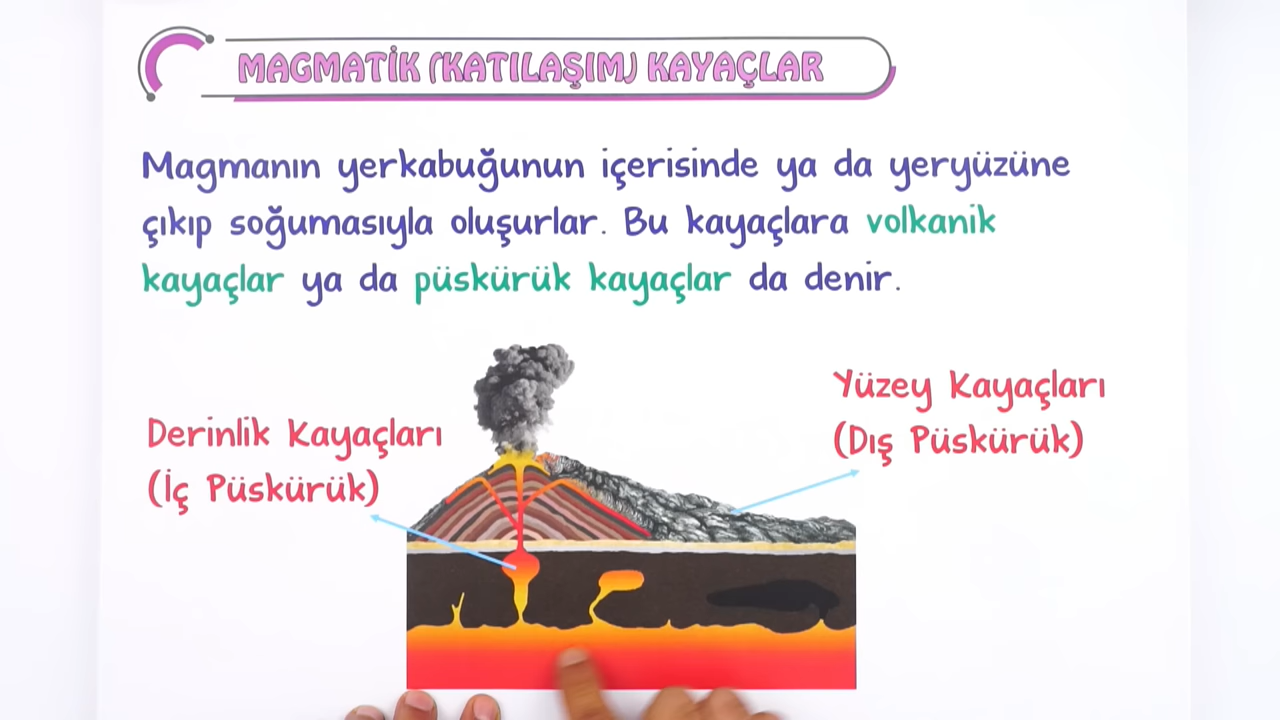 MAGMATİK (KATILAŞIM) KAYAÇLAR
Magmanın yerkabuğunun içerisinde ya da yeryüzüne
çıkıp soğumasıyla oluşurlar. Bu kayaçlara volkanik
kayaçlar ya da püskürük kayaçlar da denir.
Derinlik Kayaçları
(İç Püskürük)
Yüzey Kayaçları
(Dış Püskürük)